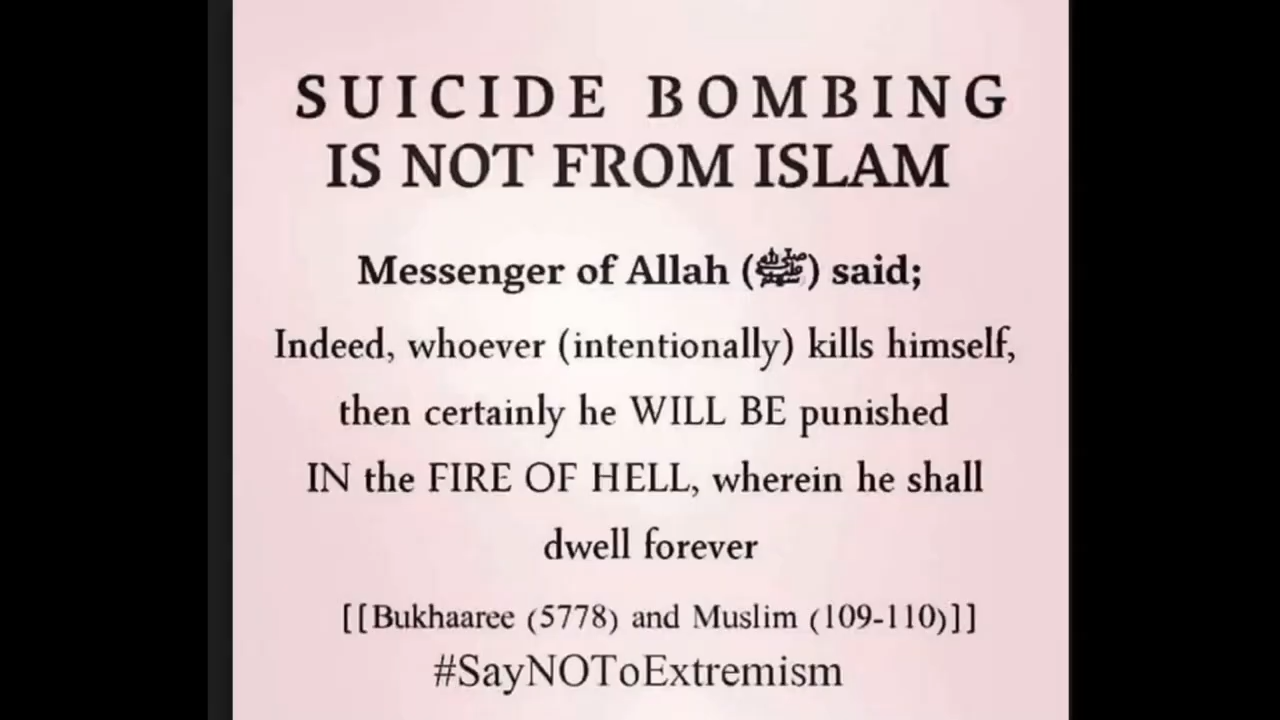 SUICIDE BOMBING
IS NOT FROM ISLAM
Messenger of Allah (ﷺ) said;
Indeed, whoever (intentionally) kills himself,
then certainly he WILL BE punished
IN the FIRE OF HELL, wherein he shall
dwell forever
[[Bukhaaree (5778) and Muslim (109-110)]]
#SayNOToExtremism